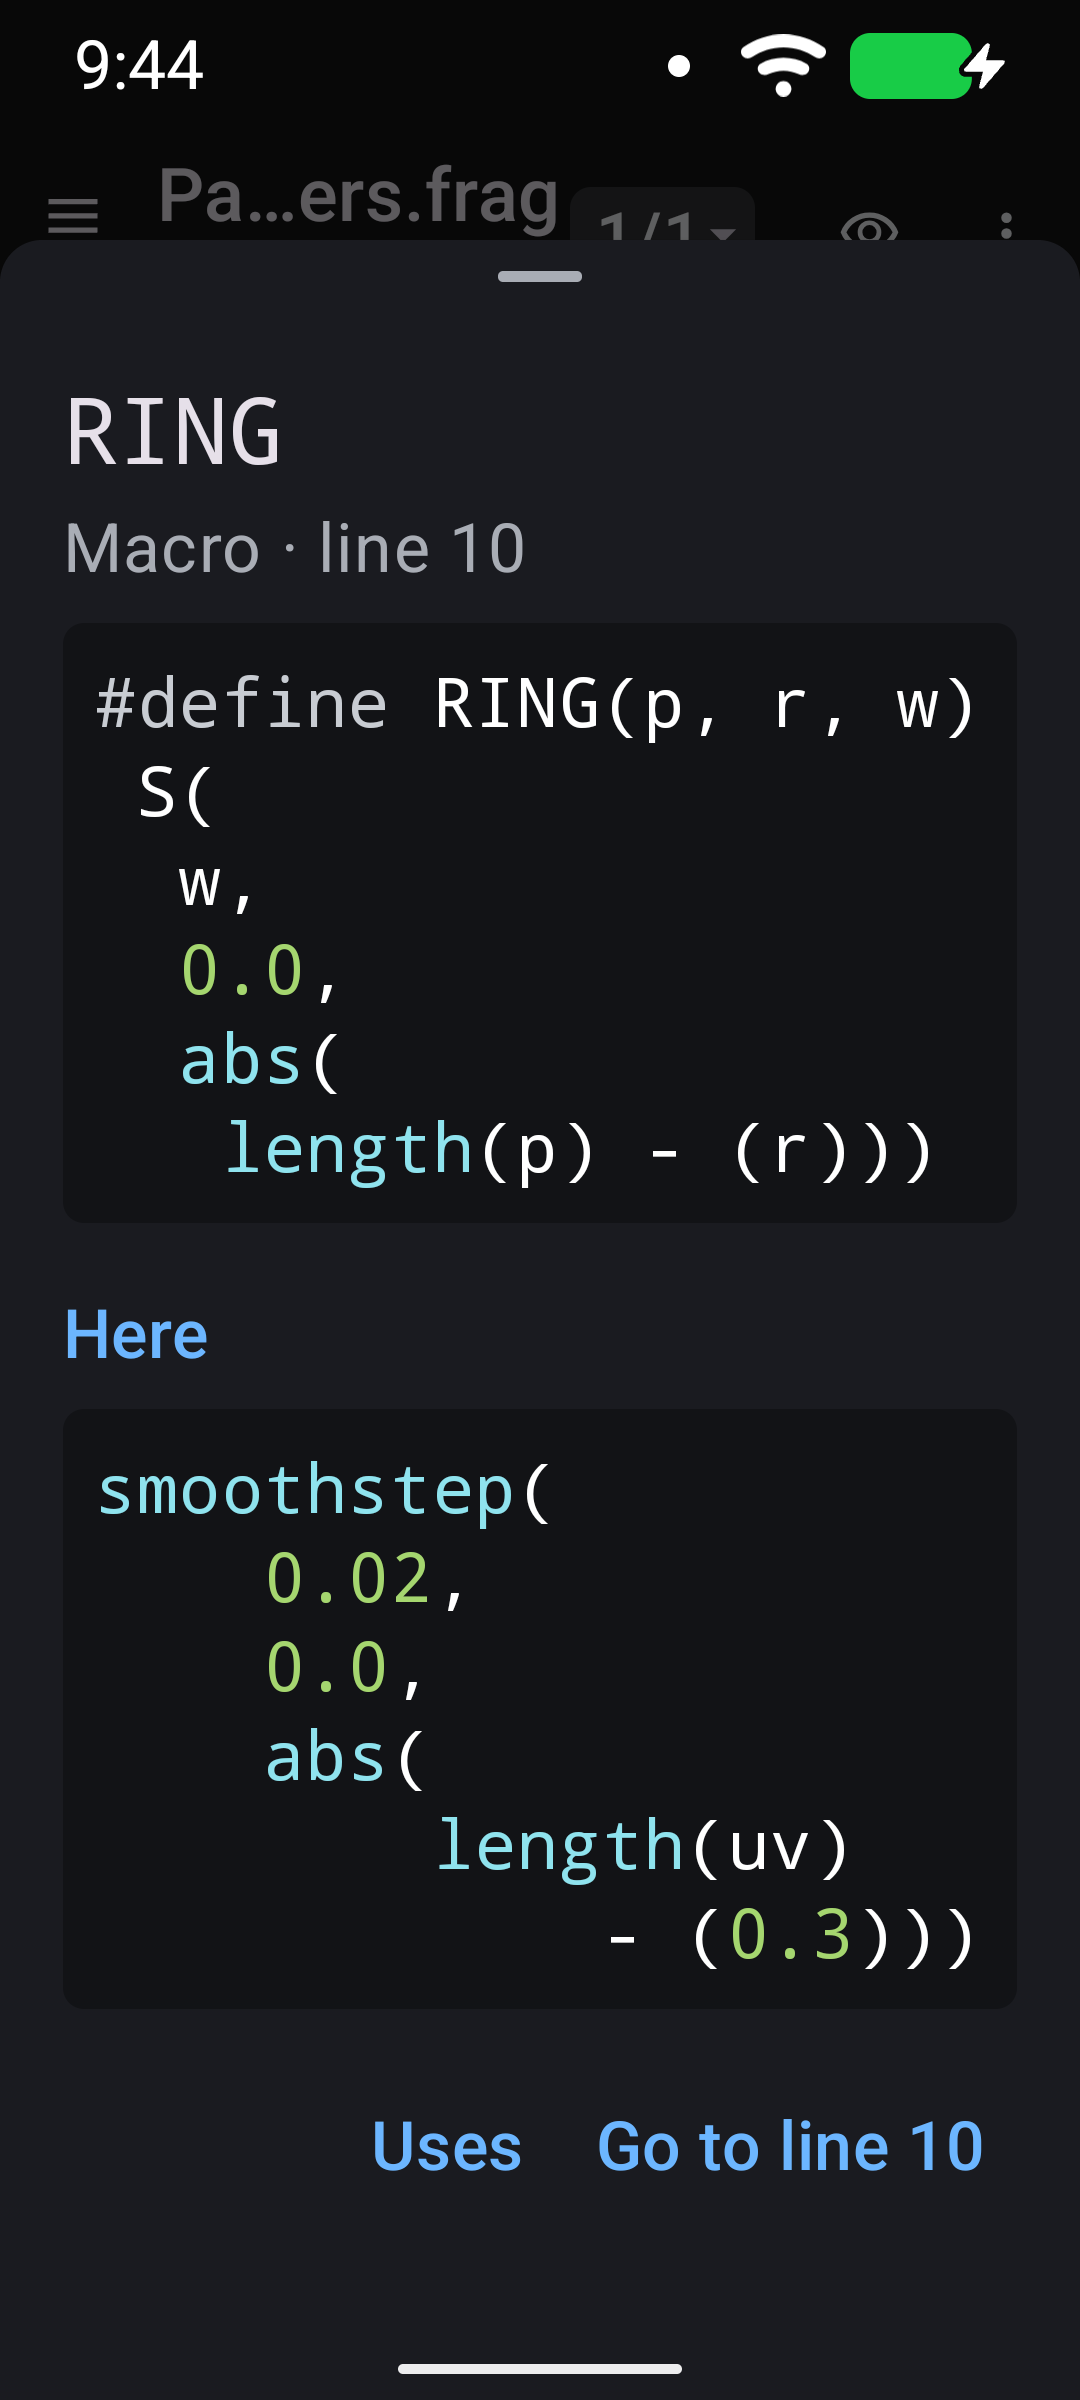 9:44
Pa…ers.frag 1/1
RING
Macro · line 10
#define RING(p, r, w)
S(
w,
0.0,
abs(
length(p) - (r)))
Here
smoothstep(
0.02,
0.0,
abs(
length(uv)
- (0.3)))
Uses Go to line 10